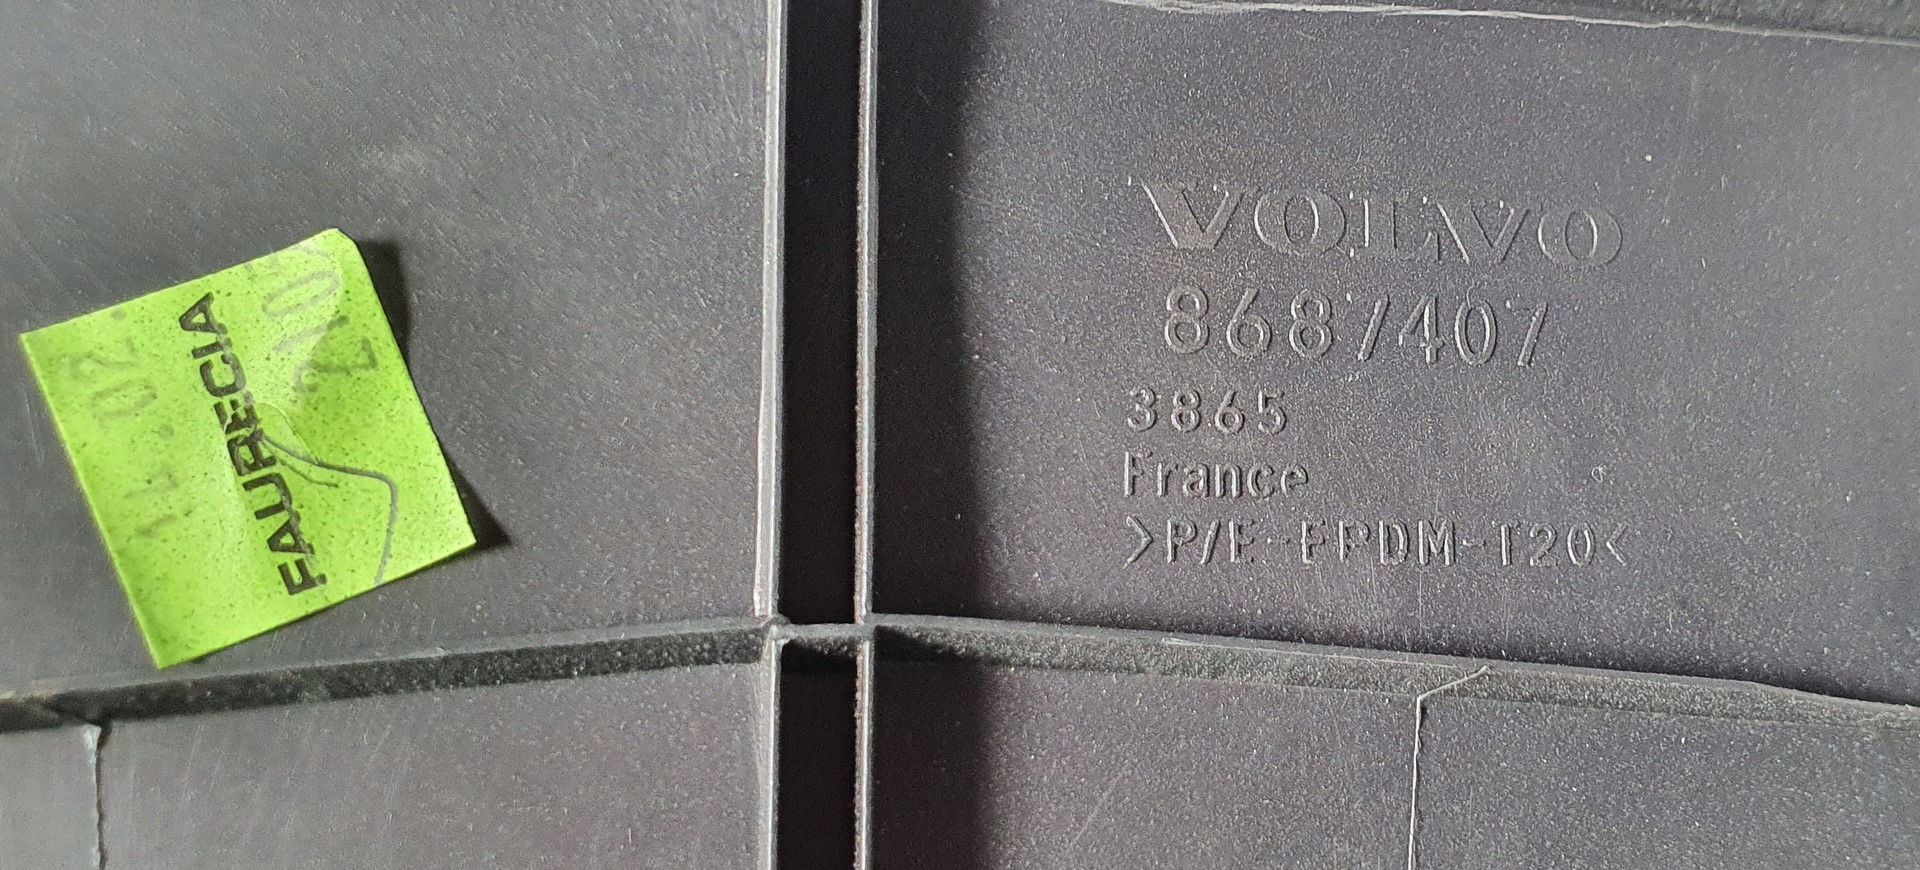 FAURECIA
VOLVO
8687407
3865
France
>P/E-EPDM-T20<